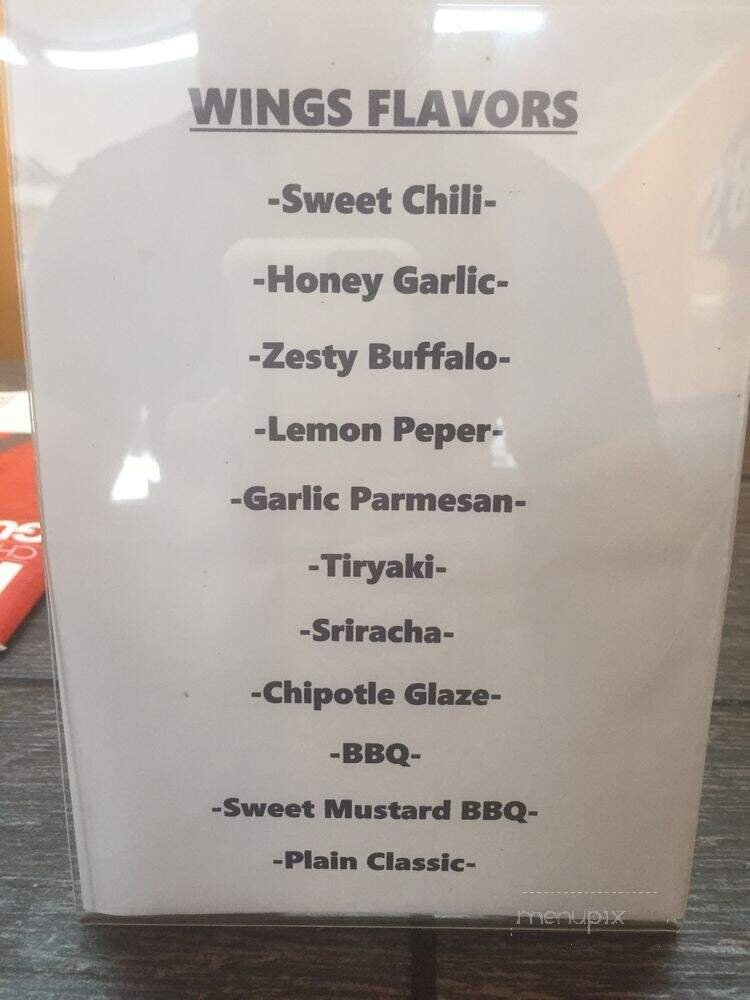 WINGS FLAVORS
-Sweet Chili-
-Honey Garlic-
-Zesty Buffalo-
-Lemon Peper-
-Garlic Parmesan-
-Tiryaki-
-Sriracha-
-Chipotle Glaze-
-BBQ-
-Sweet Mustard BBQ-
-Plain Classic-
menupix